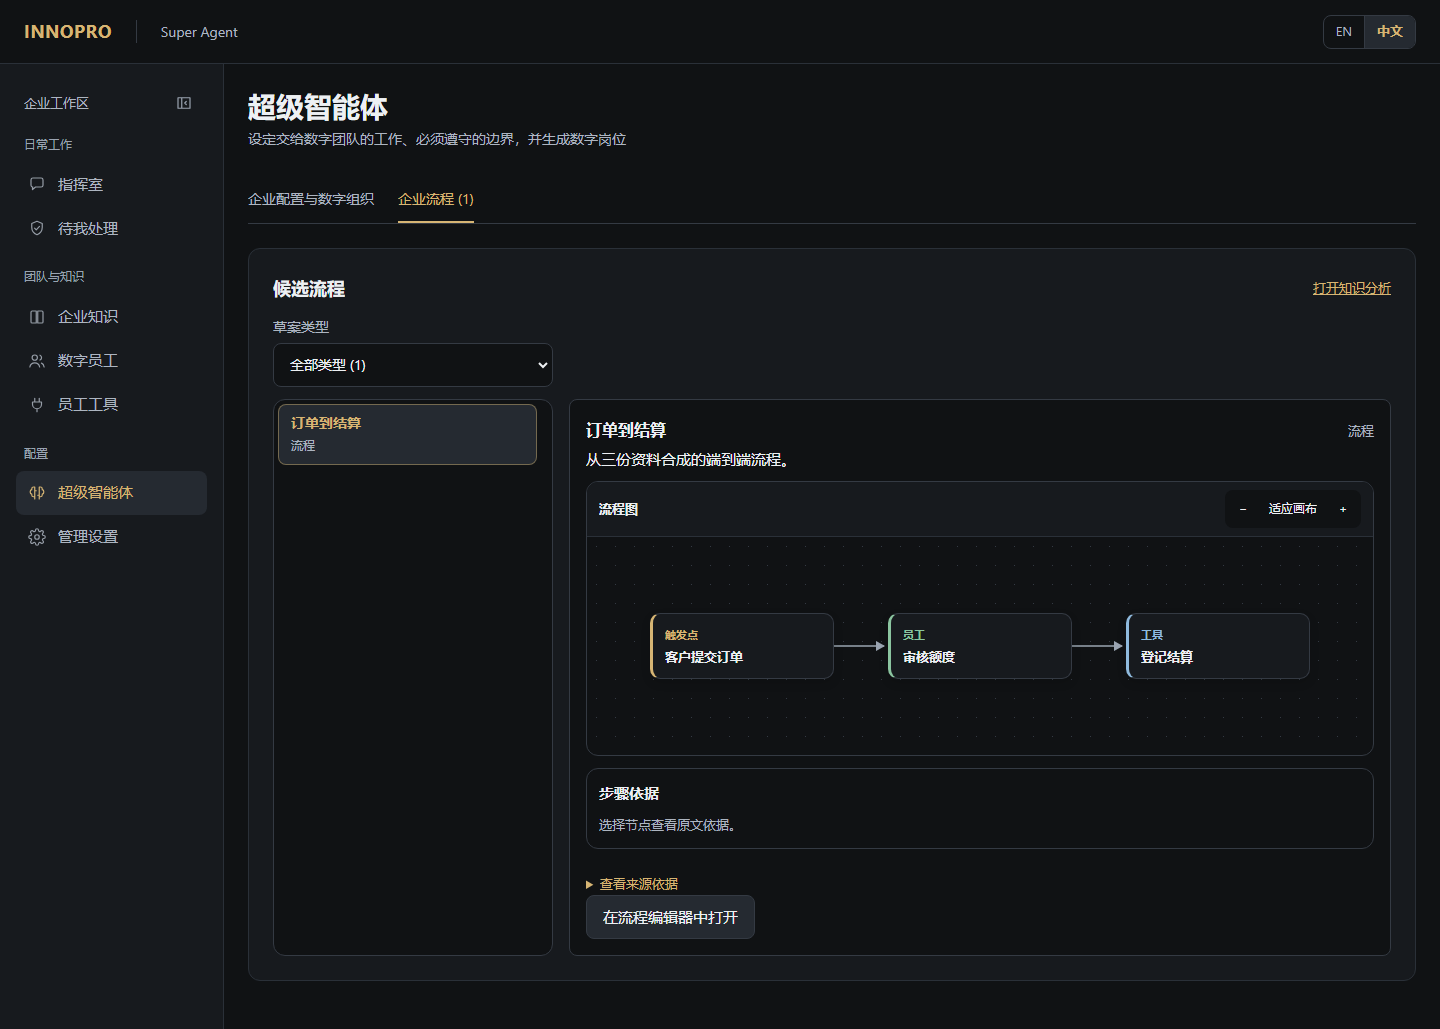 INNOPRO
Super Agent
EN
中文
企业工作区
日常工作
指挥室
待我处理
团队与知识
企业知识
数字员工
员工工具
配置
超级智能体
管理设置
超级智能体
设定交给数字团队的工作、必须遵守的边界，并生成数字岗位
企业配置与数字组织
企业流程 (1)
候选流程
打开知识分析
草案类型
全部类型 (1)
订单到结算
流程
订单到结算
流程
从三份资料合成的端到端流程。
流程图
−
适应画布
+
触发点
客户提交订单
员工
审核额度
工具
登记结算
步骤依据
选择节点查看原文依据。
查看来源依据
在流程编辑器中打开